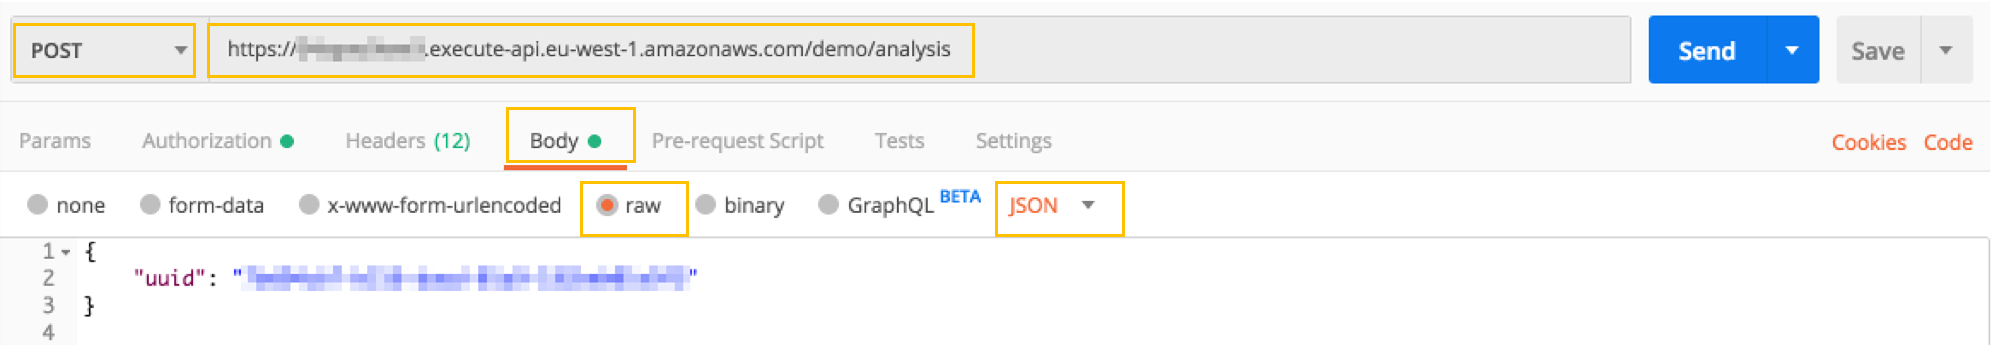 POST https://.execute-api.eu-west-1.amazonaws.com/demo/analysis Send Save
Params Authorization Headers (12) Body Pre-request Script Tests Settings Cookies Code
none form-data x-www-form-urlencoded raw binary GraphQL BETA JSON
1 {
2 "uuid": ""
3 }
4